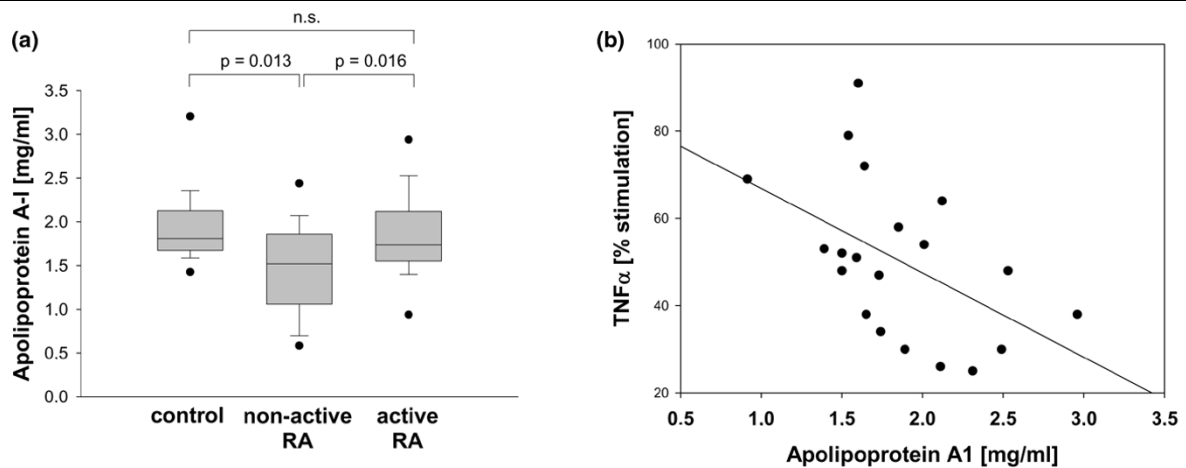 (a)
n.s.
p = 0.013
p = 0.016
Apolipoprotein A-I [mg/ml]
3.5
3.0
2.5
2.0
1.5
1.0
0.5
0.0
control
non-active
RA
active
RA
(b)
TNFα [% stimulation]
100
80
60
40
20
0.5
1.0
1.5
2.0
2.5
3.0
3.5
Apolipoprotein A1 [mg/ml]